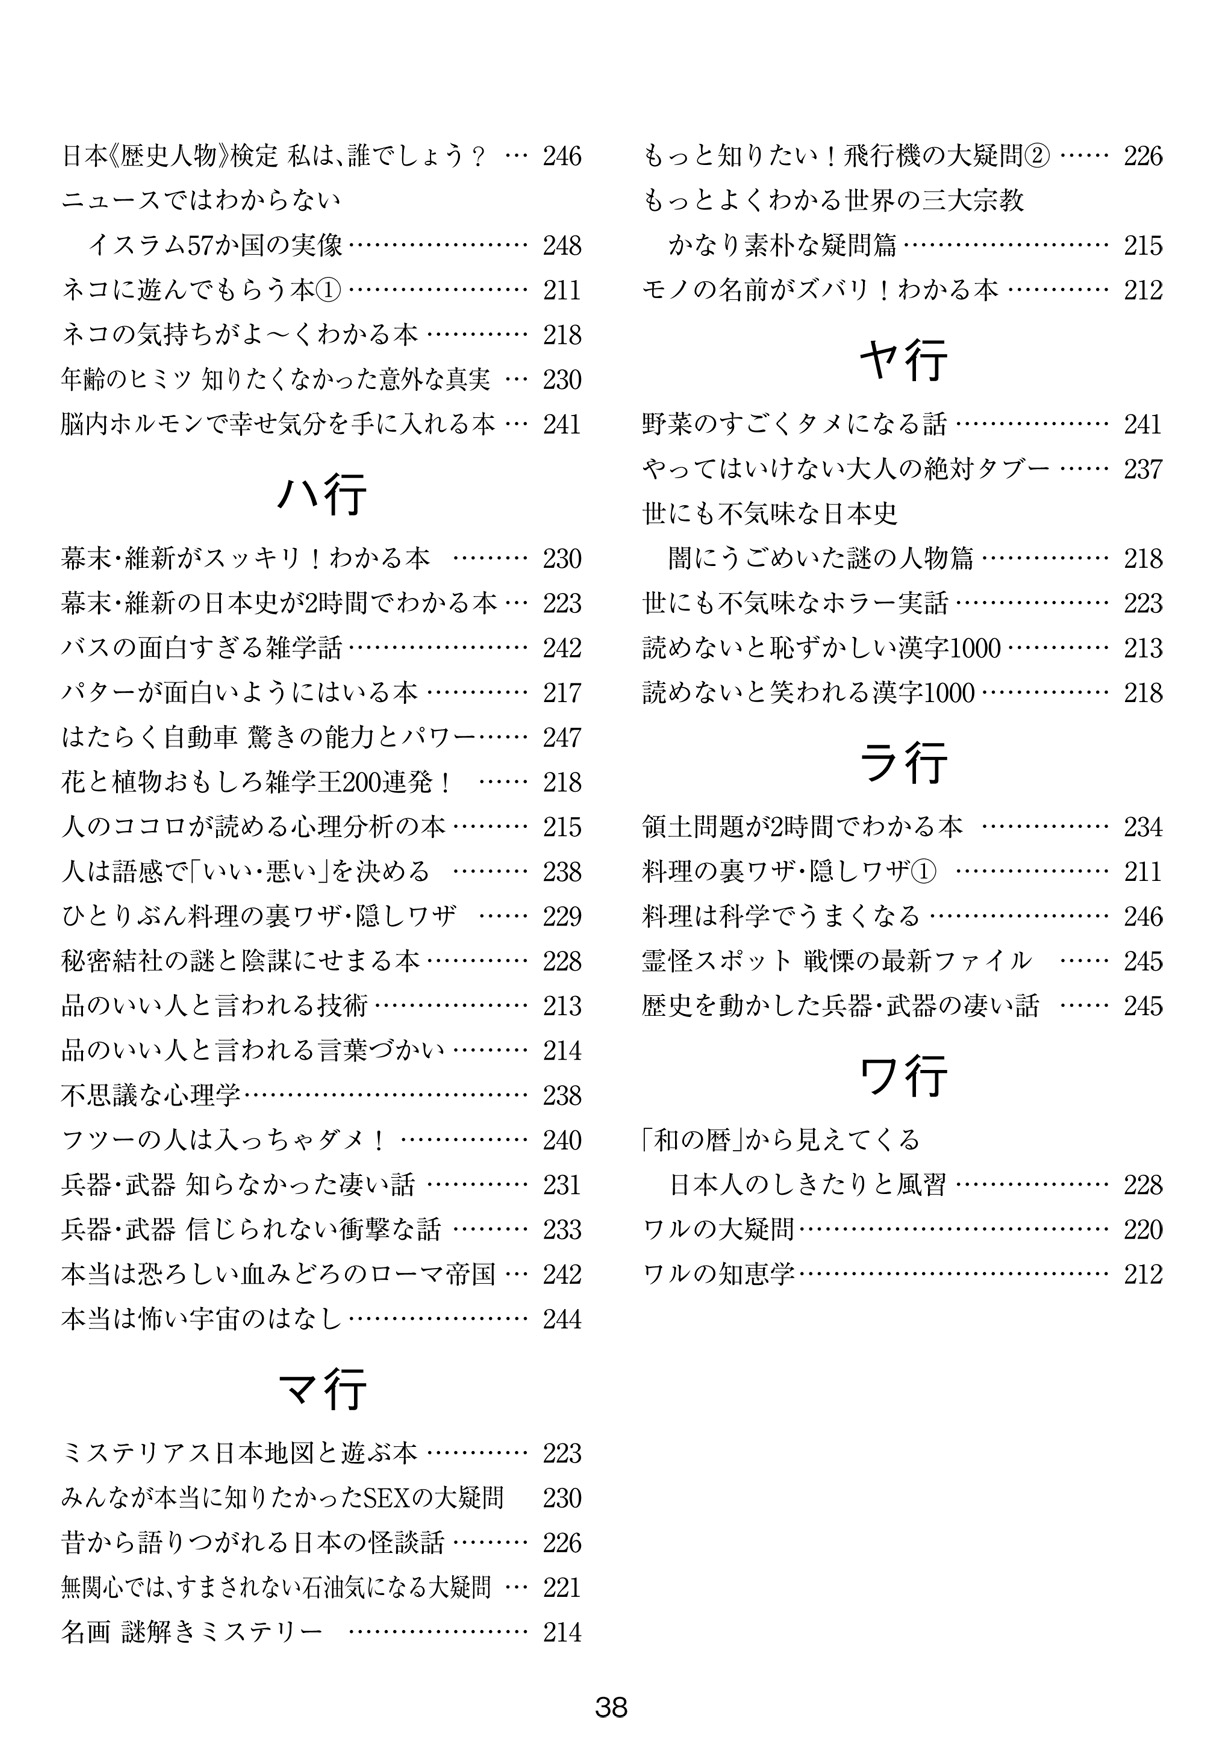 日本《歴史人物》検定 私は、誰でしょう？ … 246
ニュースではわからない
イスラム57か国の実像………………… 248
ネコに遊んでもらう本①………………… 211
ネコの気持ちがよ〜くわかる本………… 218
年齢のヒミツ 知りたくなかった意外な真実 … 230
脳内ホルモンで幸せ気分を手に入れる本 … 241
ハ行
幕末・維新がスッキリ！わかる本 ……… 230
幕末・維新の日本史が2時間でわかる本 … 223
バスの面白すぎる雑学話………………… 242
パターが面白いようにはいる本………… 217
はたらく自動車 驚きの能力とパワー…… 247
花と植物おもしろ雑学王200連発！ …… 218
人のココロが読める心理分析の本……… 215
人は語感で「いい・悪い」を決める ……… 238
ひとりぶん料理の裏ワザ・隠しワザ …… 229
秘密結社の謎と陰謀にせまる本………… 228
品のいい人と言われる技術……………… 213
品のいい人と言われる言葉づかい……… 214
不思議な心理学…………………………… 238
フツーの人は入っちゃダメ！…………… 240
兵器・武器 知らなかった凄い話………… 231
兵器・武器 信じられない衝撃な話……… 233
本当は恐ろしい血みどろのローマ帝国… 242
本当は怖い宇宙のはなし………………… 244
マ行
ミステリアス日本地図と遊ぶ本………… 223
みんなが本当に知りたかったSEXの大疑問 230
昔から語りつがれる日本の怪談話……… 226
無関心では、すまされない石油気になる大疑問 … 221
名画 謎解きミステリー ………………… 214
もっと知りたい！飛行機の大疑問②…… 226
もっとよくわかる世界の三大宗教
かなり素朴な疑問篇…………………… 215
モノの名前がズバリ！わかる本………… 212
ヤ行
野菜のすごくタメになる話……………… 241
やってはいけない大人の絶対タブー…… 237
世にも不気味な日本史
闇にうごめいた謎の人物篇…………… 218
世にも不気味なホラー実話……………… 223
読めないと恥ずかしい漢字1000………… 213
読めないと笑われる漢字1000…………… 218
ラ行
領土問題が2時間でわかる本 …………… 234
料理の裏ワザ・隠しワザ① ……………… 211
料理は科学でうまくなる………………… 246
霊怪スポット 戦慄の最新ファイル …… 245
歴史を動かした兵器・武器の凄い話 …… 245
ワ行
「和の暦」から見えてくる
日本人のしきたりと風習……………… 228
ワルの大疑問……………………………… 220
ワルの知恵学……………………………… 212
38